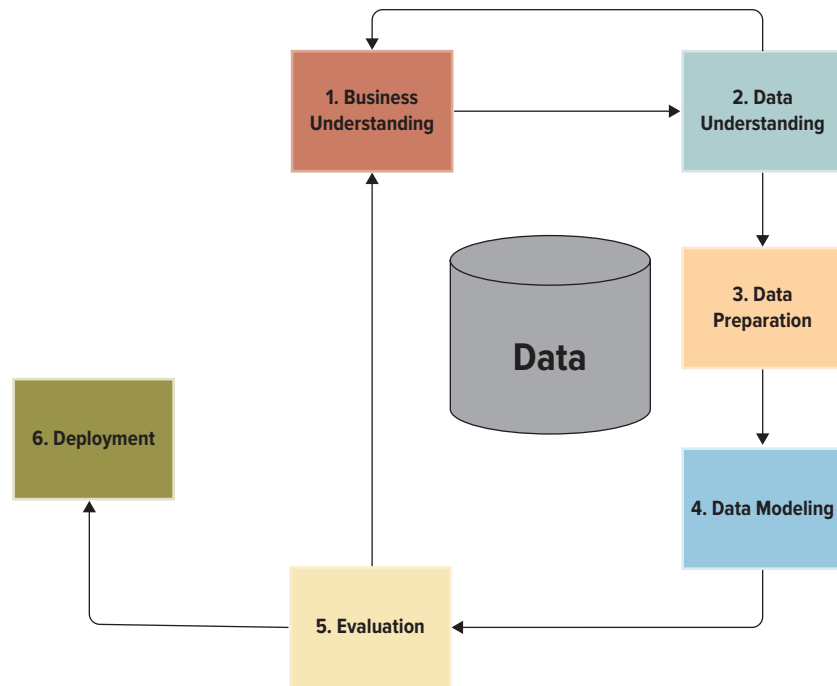 1. Business
Understanding
2. Data
Understanding
3. Data
Preparation
Data
6. Deployment
4. Data Modeling
5. Evaluation